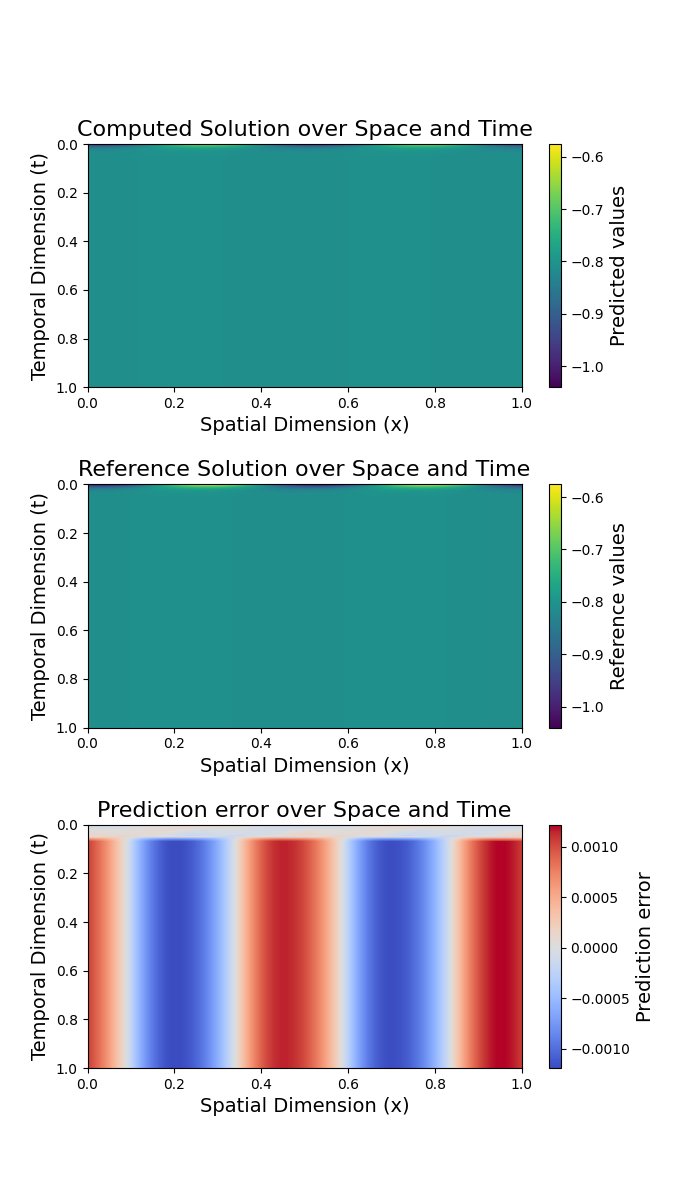 Computed Solution over Space and Time
Temporal Dimension (t)
0.0
0.2
0.4
0.6
0.8
1.0
0.0 0.2 0.4 0.6 0.8 1.0
Spatial Dimension (x)
−0.6
−0.7
−0.8
−0.9
−1.0
Predicted values
Reference Solution over Space and Time
Temporal Dimension (t)
0.0
0.2
0.4
0.6
0.8
1.0
0.0 0.2 0.4 0.6 0.8 1.0
Spatial Dimension (x)
−0.6
−0.7
−0.8
−0.9
−1.0
Reference values
Prediction error over Space and Time
Temporal Dimension (t)
0.0
0.2
0.4
0.6
0.8
1.0
0.0 0.2 0.4 0.6 0.8 1.0
Spatial Dimension (x)
0.0010
0.0005
0.0000
−0.0005
−0.0010
Prediction error